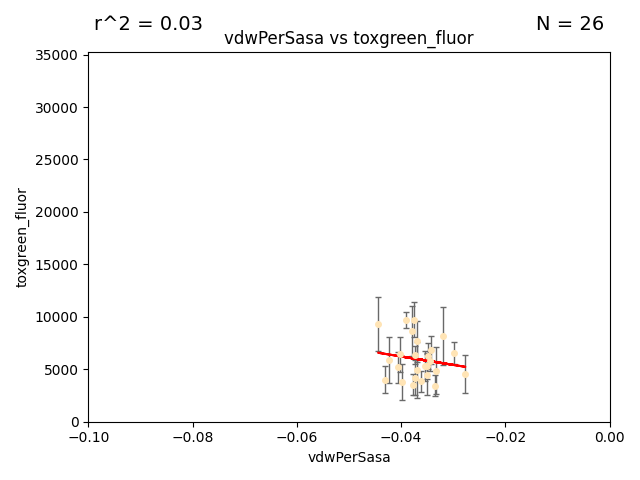 r^2 = 0.03
N = 26
vdwPerSasa vs toxgreen_fluor
35000
30000
25000
20000
15000
10000
5000
0
toxgreen_fluor
−0.10
−0.08
−0.06
−0.04
−0.02
0.00
vdwPerSasa